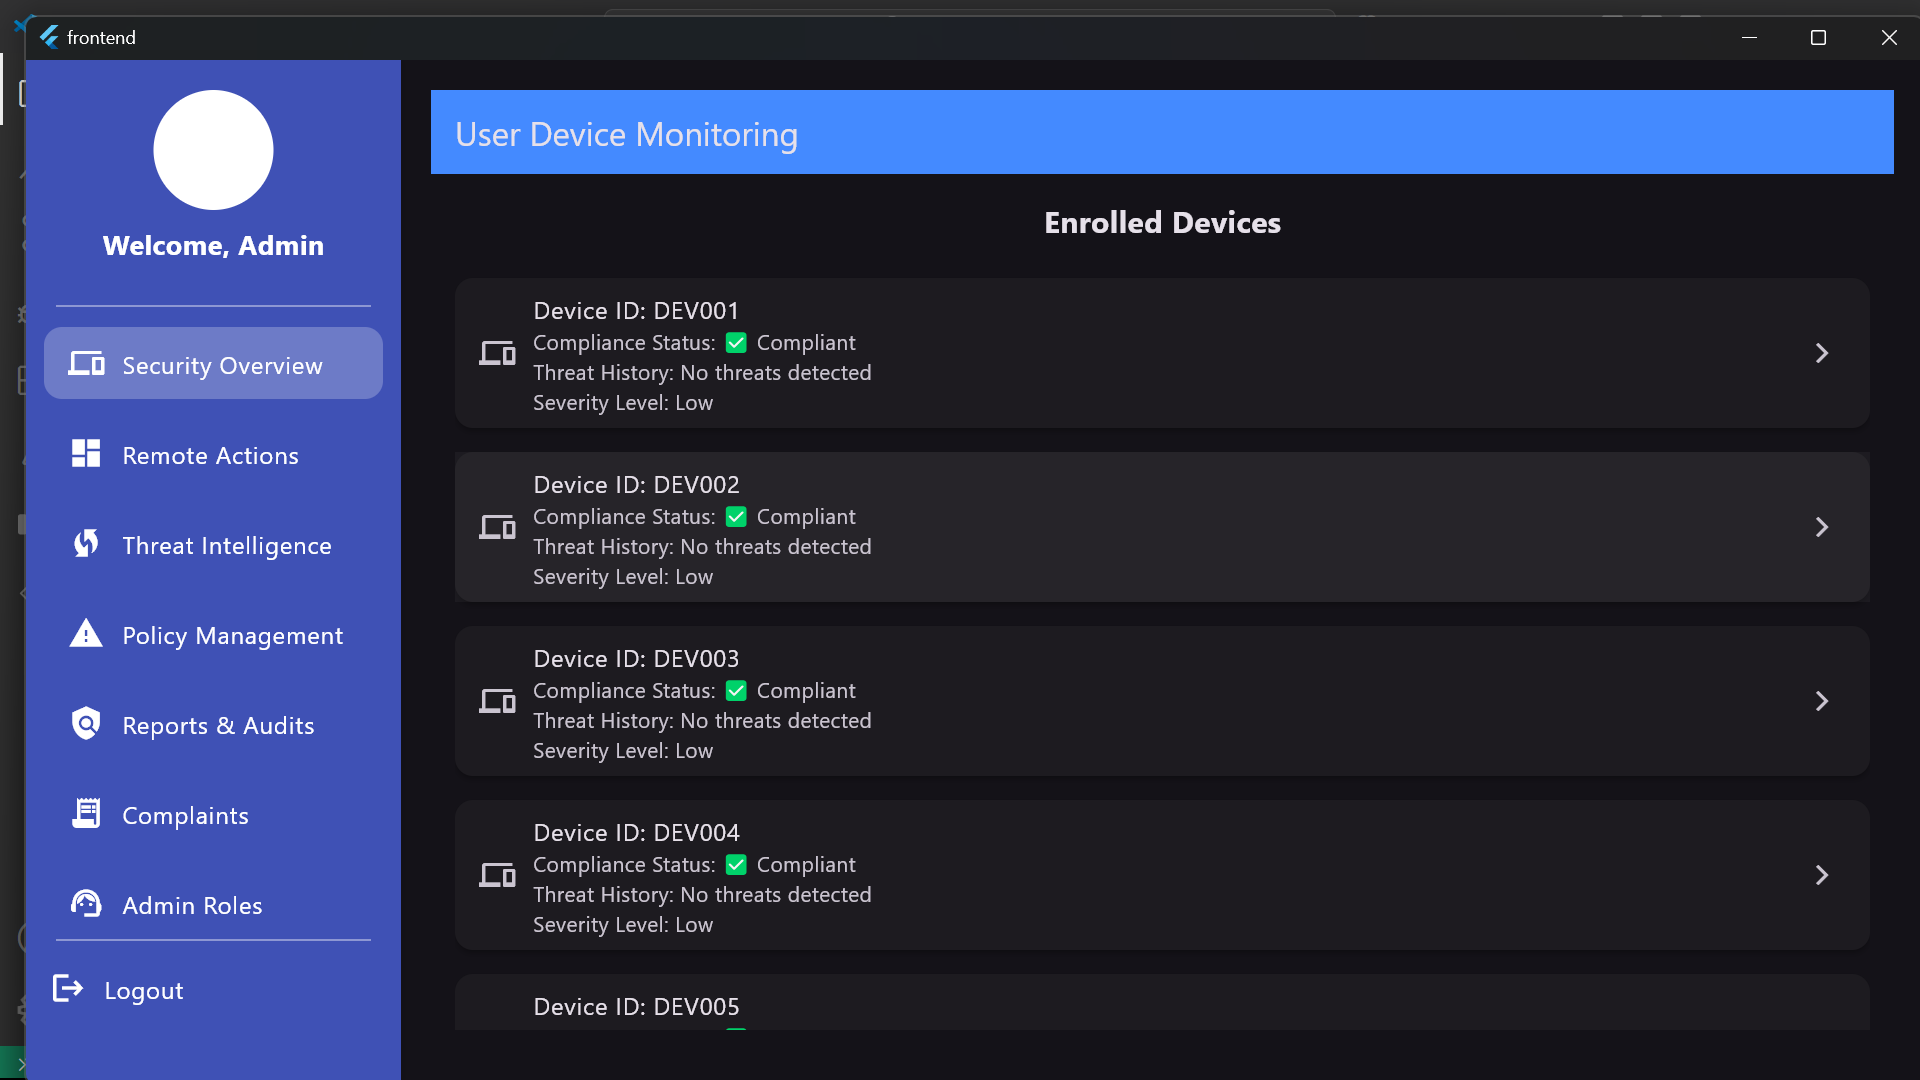 frontend
Welcome, Admin
Security Overview
Remote Actions
Threat Intelligence
Policy Management
Reports & Audits
Complaints
Admin Roles
Logout
User Device Monitoring
Enrolled Devices
Device ID: DEV001
Compliance Status: ✅ Compliant
Threat History: No threats detected
Severity Level: Low
Device ID: DEV002
Compliance Status: ✅ Compliant
Threat History: No threats detected
Severity Level: Low
Device ID: DEV003
Compliance Status: ✅ Compliant
Threat History: No threats detected
Severity Level: Low
Device ID: DEV004
Compliance Status: ✅ Compliant
Threat History: No threats detected
Severity Level: Low
Device ID: DEV005